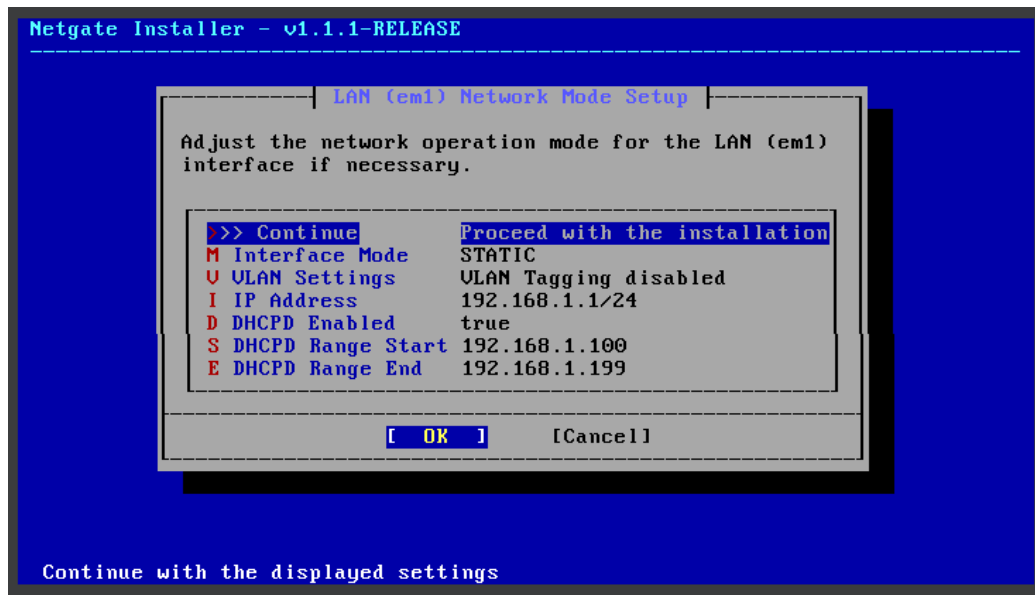 Netgate Installer - v1.1.1-RELEASE
LAN (em1) Network Mode Setup
Adjust the network operation mode for the LAN (em1)
interface if necessary.
>>> Continue Proceed with the installation
M Interface Mode STATIC
V VLAN Settings VLAN Tagging disabled
I IP Address 192.168.1.1/24
D DHCPD Enabled true
S DHCPD Range Start 192.168.1.100
E DHCPD Range End 192.168.1.199
[ OK ] [Cancel]
Continue with the displayed settings